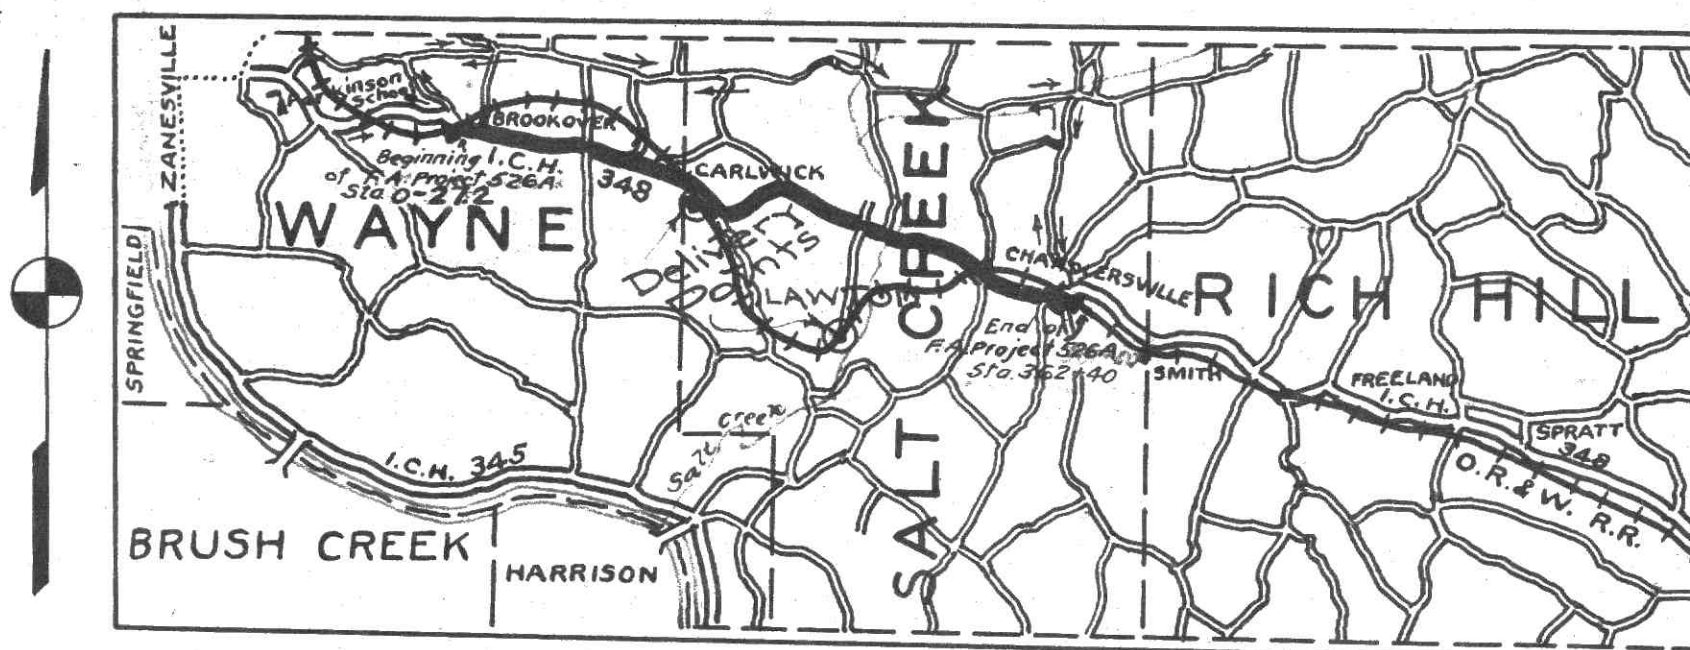 ZANESVILLE
SPRINGFIELD
kinson
School
BROOKOVER
Beginning I.C.H.
of F.A. Project 526A
348
Sta. 0-27.2
WAYNE
CARLWICK
Delivery
Points
LAW
SALT CREEK
CHANDLERSVILLE
RICH HILL
End of
F.A. Project 526A
Sta. 362+40
SMITH
FREELAND
I.C.H.
SPRATT
348
O.R. & W. R.R.
Salt Creek
I.C.H. 345
BRUSH CREEK
HARRISON